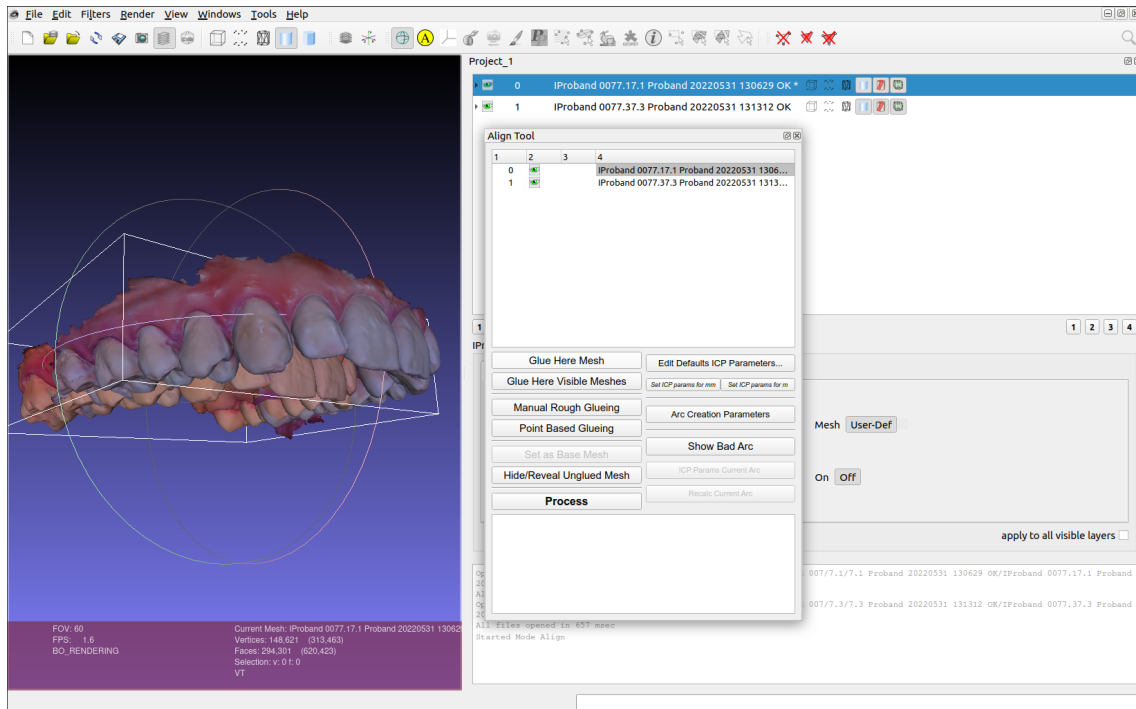 File Edit Filters Render View Windows Tools Help
Project_1
0 IProband 0077.17.1 Proband 20220531 130629 OK *
1 IProband 0077.37.3 Proband 20220531 131312 OK
Align Tool
1 2 3 4
0 IProband 0077.17.1 Proband 20220531 1306...
1 IProband 0077.37.3 Proband 20220531 1313...
1 1 2 3 4
Glue Here Mesh Edit Defaults ICP Parameters...
Glue Here Visible Meshes Set ICP params for mm Set ICP params for m
Manual Rough Glueing Arc Creation Parameters
Point Based Glueing
Mesh User-Def
Set as Base Mesh Show Bad Arc
Hide/Reveal Unglued Mesh ICP Params Current Arc
On Off
Process Recalc Current Arc
apply to all visible layers
007/7.1/7.1 Proband 20220531 130629 OK/IProband 0077.17.1 Proband
007/7.3/7.3 Proband 20220531 131312 OK/IProband 0077.37.3 Proband
All files opened in 657 msec
Started Mode Align
FOV: 60
FPS: 1.6
BO_RENDERING
Current Mesh: IProband 0077.17.1 Proband 20220531 13062
Vertices: 148,621 (313,463)
Faces: 294,301 (620,423)
Selection: v: 0 f: 0
VT